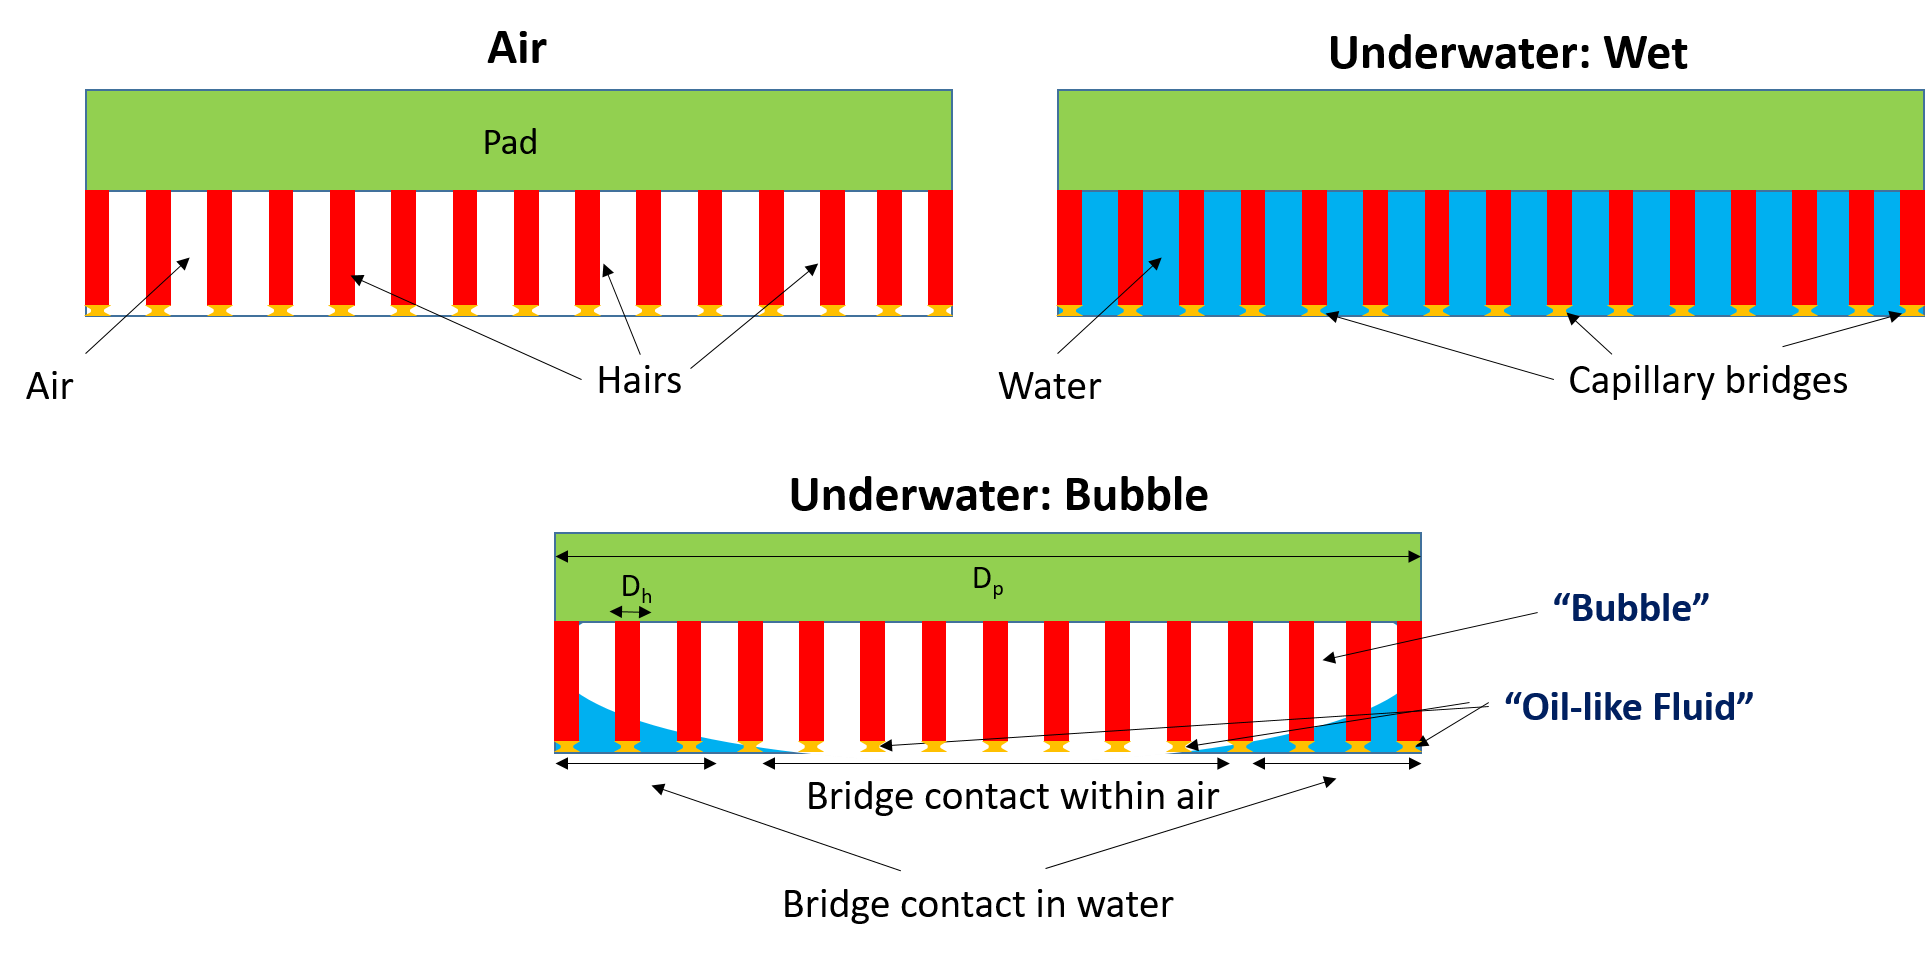 Air
Underwater: Wet
Pad
Air
Hairs
Water
Capillary bridges
Underwater: Bubble
Dₕ
Dₚ
“Bubble”
“Oil-like Fluid”
Bridge contact within air
Bridge contact in water